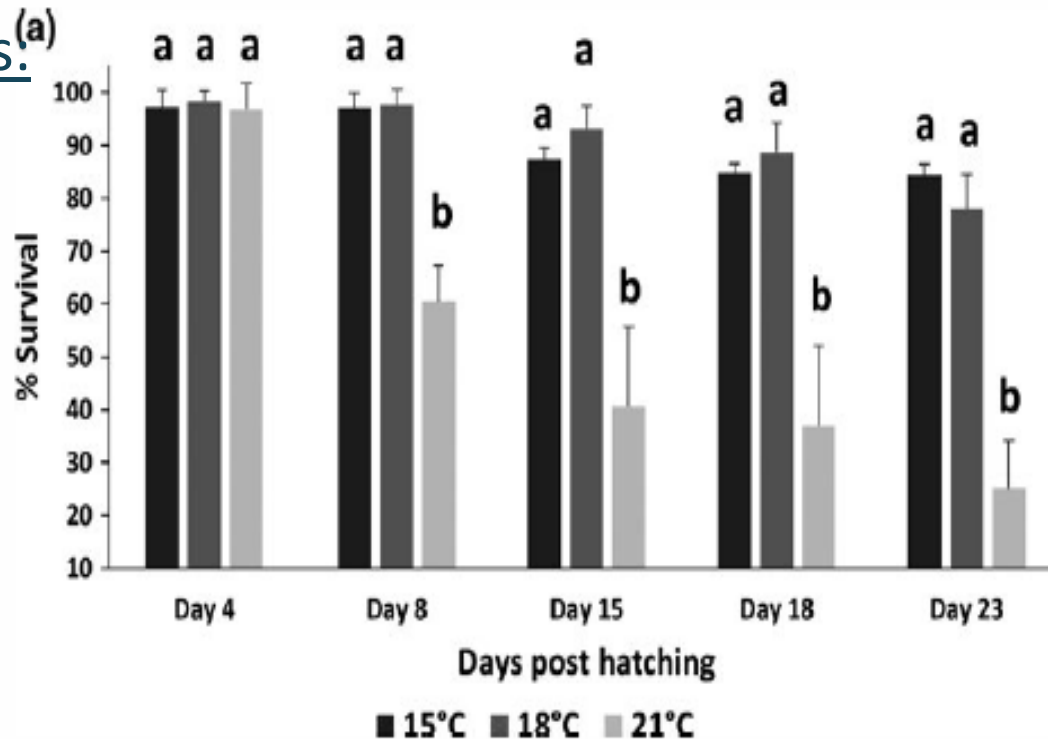 (a)
s:
a a a a a a a a a a a
b b b b
100
90
80
70
60
50
40
30
20
10
% Survival
Day 4 Day 8 Day 15 Day 18 Day 23
Days post hatching
15°C 18°C 21°C